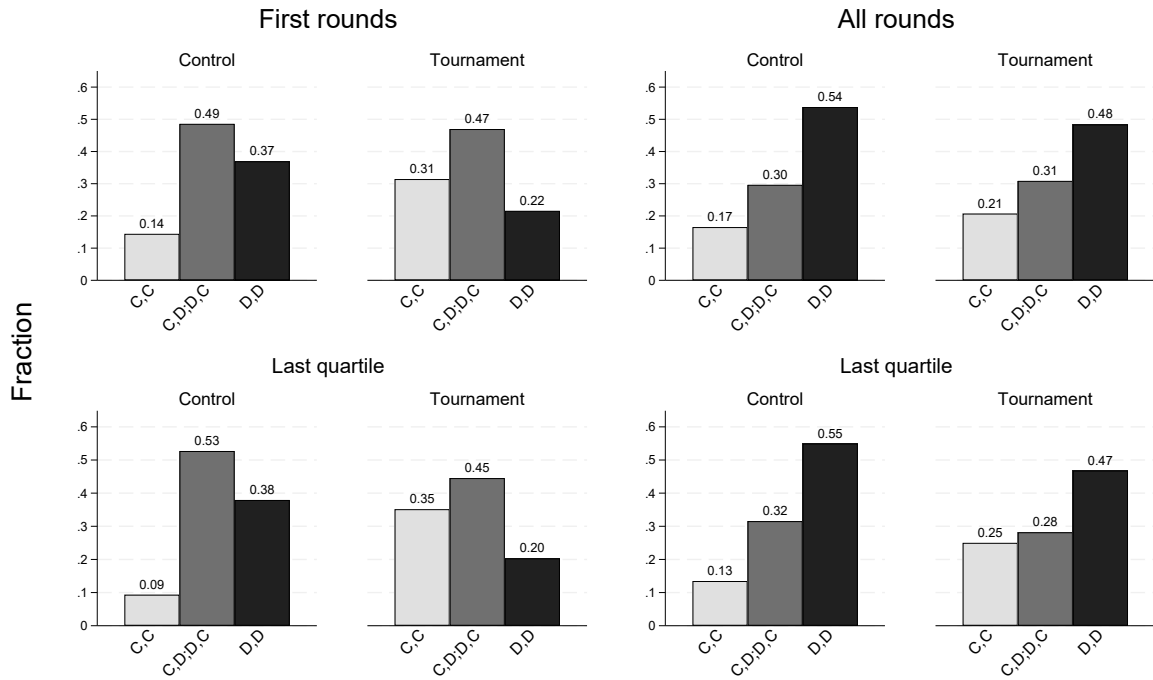 First rounds
All rounds
Control
Tournament
Control
Tournament
.6
.5
.4
.3
.2
.1
0
0.14
0.49
0.37
C,C
C,D;D,C
D,D
0.31
0.47
0.22
C,C
C,D;D,C
D,D
.6
.5
.4
.3
.2
.1
0
0.17
0.30
0.54
C,C
C,D;D,C
D,D
0.21
0.31
0.48
C,C
C,D;D,C
D,D
Fraction
Last quartile
Last quartile
Control
Tournament
Control
Tournament
.6
.5
.4
.3
.2
.1
0
0.09
0.53
0.38
C,C
C,D;D,C
D,D
0.35
0.45
0.20
C,C
C,D;D,C
D,D
.6
.5
.4
.3
.2
.1
0
0.13
0.32
0.55
C,C
C,D;D,C
D,D
0.25
0.28
0.47
C,C
C,D;D,C
D,D